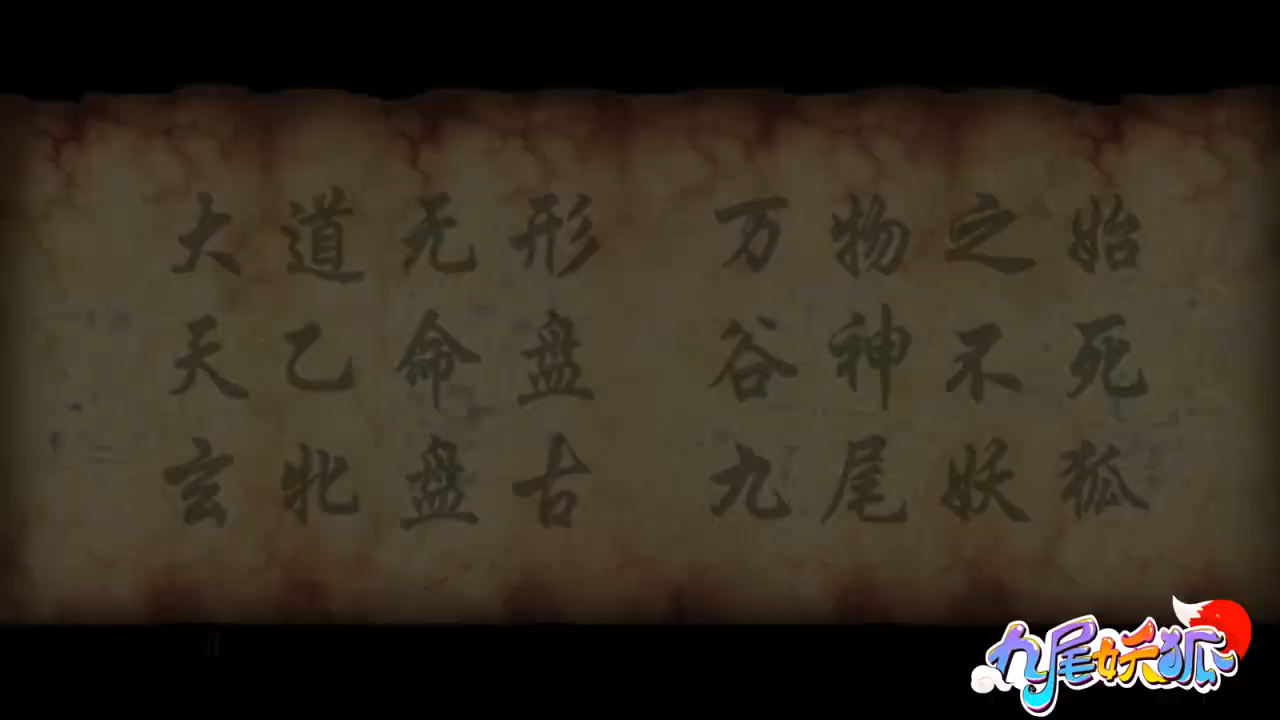 大道无形 万物之始
天乙命盘 谷神不死
玄牝盘古 九尾妖狐
九尾妖狐